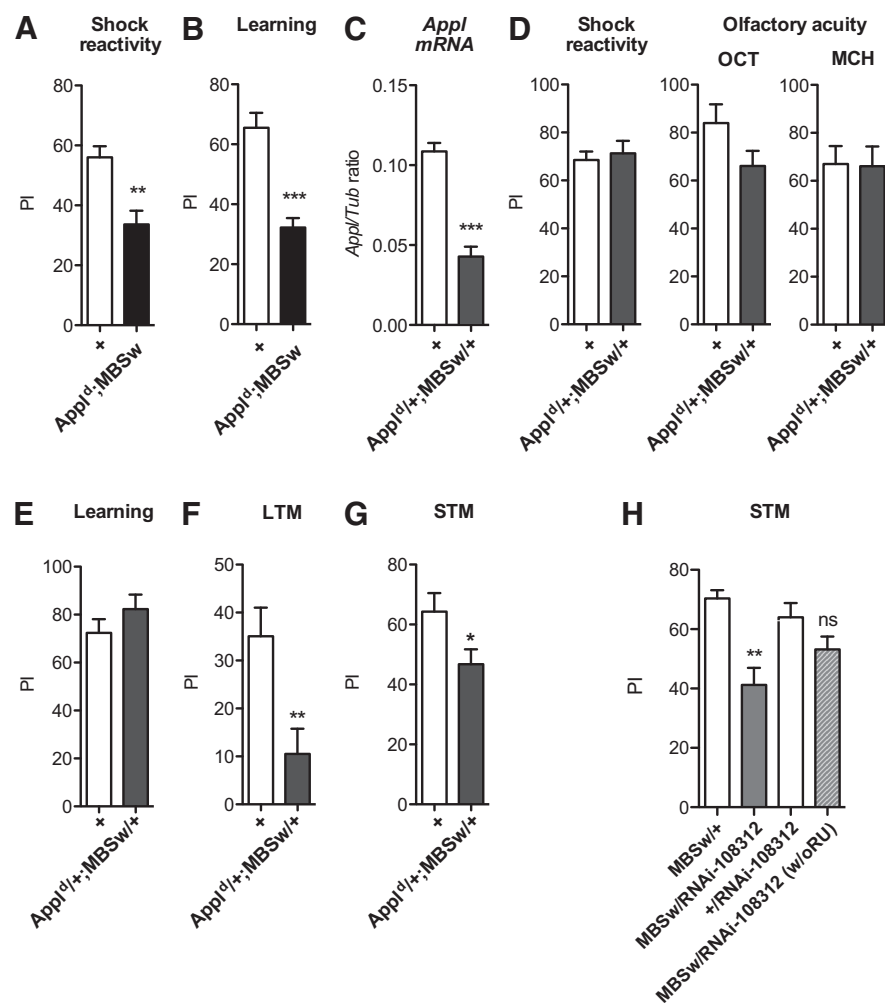 A Shock reactivity
80
60
40
20
0
PI
**
+
Appl^d;MBSw
B Learning
80
60
40
20
0
PI
***
+
Appl^d;MBSw
C Appl mRNA
0.15
0.10
0.05
0.00
Appl/Tub ratio
***
+
Appl^d/+;MBSw/+
D Shock reactivity
100
80
60
40
20
0
PI
+
Appl^d/+;MBSw/+
Olfactory acuity
OCT
100
80
60
40
20
0
+
Appl^d/+;MBSw/+
MCH
100
80
60
40
20
0
+
Appl^d/+;MBSw/+
E Learning
100
80
60
40
20
0
PI
+
Appl^d/+;MBSw/+
F LTM
50
40
30
20
10
0
PI
**
+
Appl^d/+;MBSw/+
G STM
80
60
40
20
0
PI
*
+
Appl^d/+;MBSw/+
H STM
80
60
40
20
0
PI
**
ns
MBSw/+
MBSw/RNAi-108312
+/RNAi-108312
MBSw/RNAi-108312 (w/oRU)